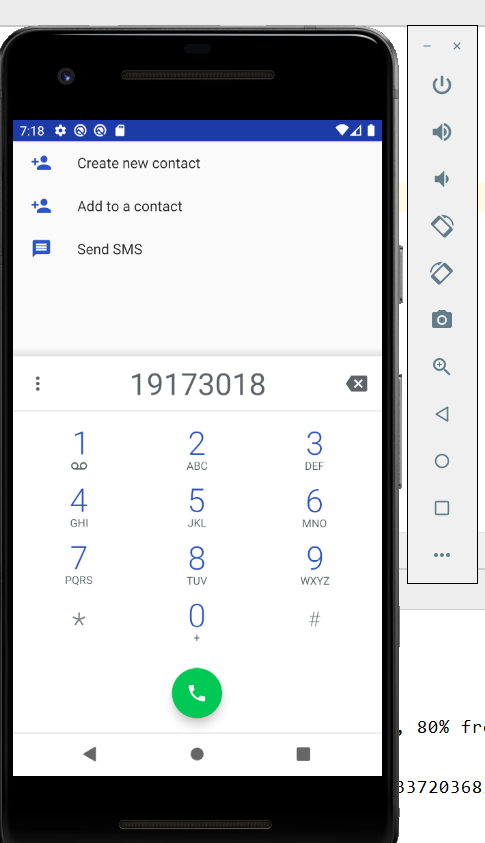 7:18
Create new contact
Add to a contact
Send SMS
19173018
1 2 3
ABC DEF
4 5 6
GHI JKL MNO
7 8 9
PQRS TUV WXYZ
* 0 #
+
, 80% fr
33720368